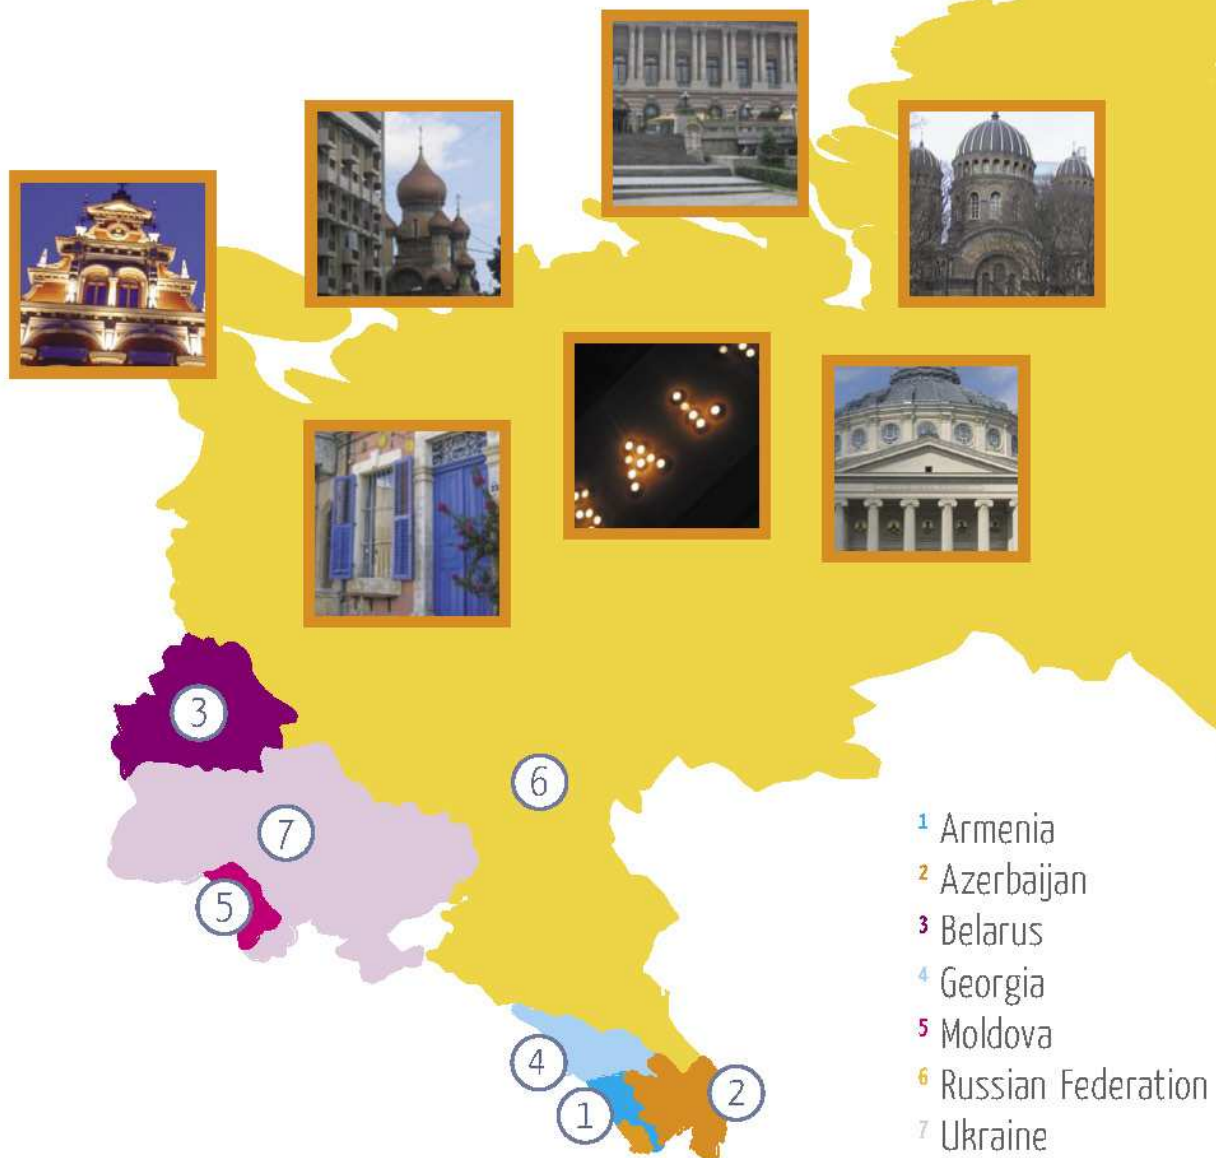 3
6
7
5
4
2
1
1 Armenia
2 Azerbaijan
3 Belarus
4 Georgia
5 Moldova
6 Russian Federation
7 Ukraine